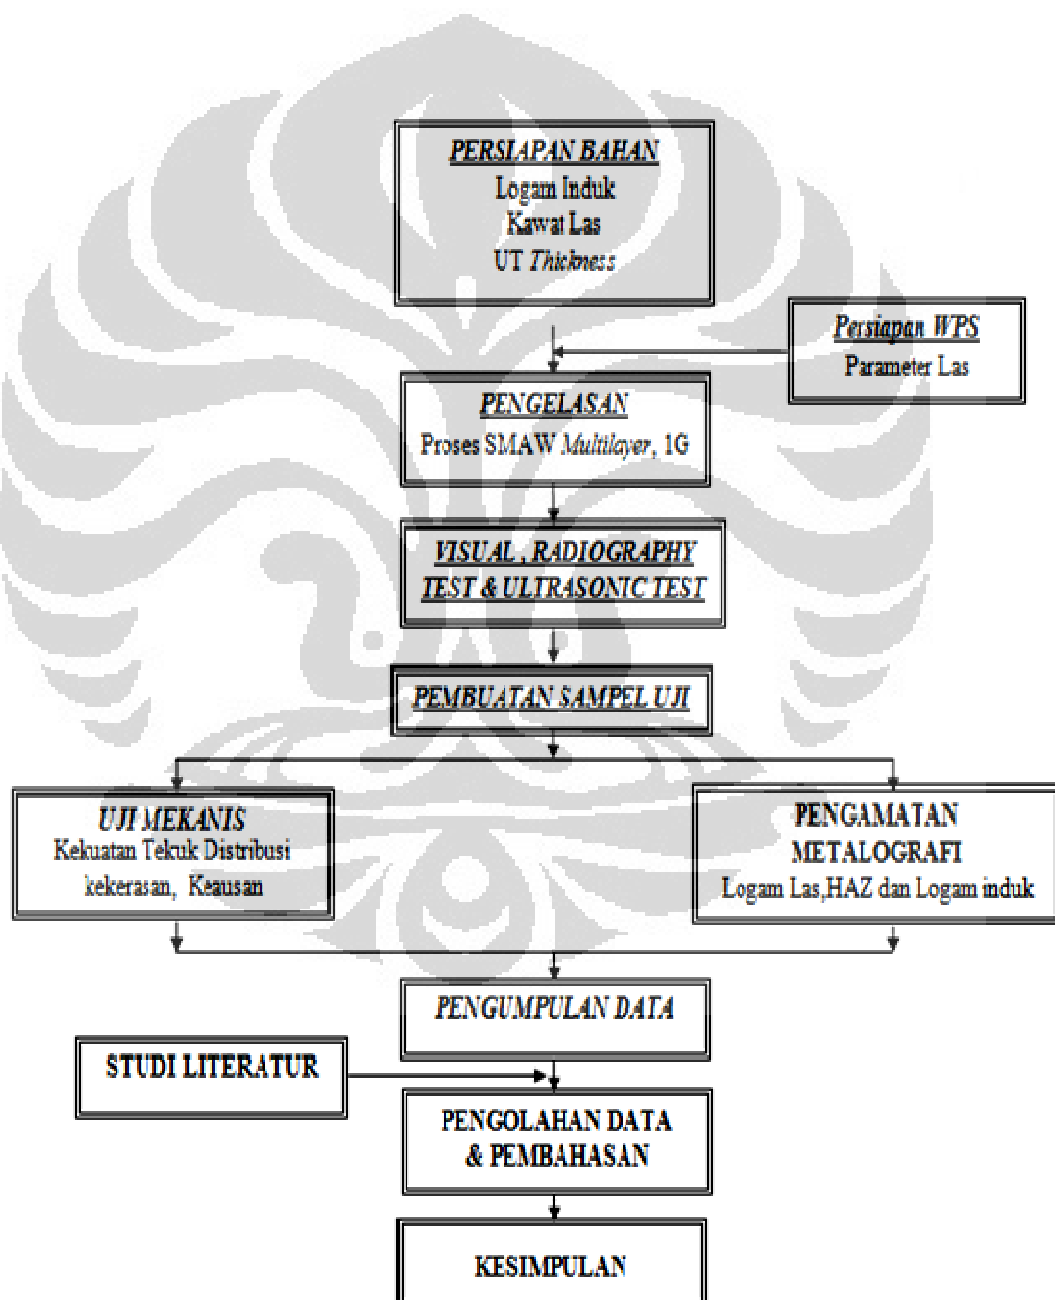 PERSIAPAN BAHAN
Logam Induk
Kawat Las
UT Thickness
Persiapan WPS
Parameter Las
PENGELASAN
Proses SMAW Multilayer, 1G
VISUAL , RADIOGRAPHY
TEST & ULTRASONIC TEST
PEMBUATAN SAMPEL UJI
UJI MEKANIS
Kekuatan Tekuk Distribusi
kekerasan, Keausan
PENGAMATAN
METALOGRAFI
Logam Las,HAZ dan Logam induk
PENGUMPULAN DATA
STUDI LITERATUR
PENGOLAHAN DATA
& PEMBAHASAN
KESIMPULAN